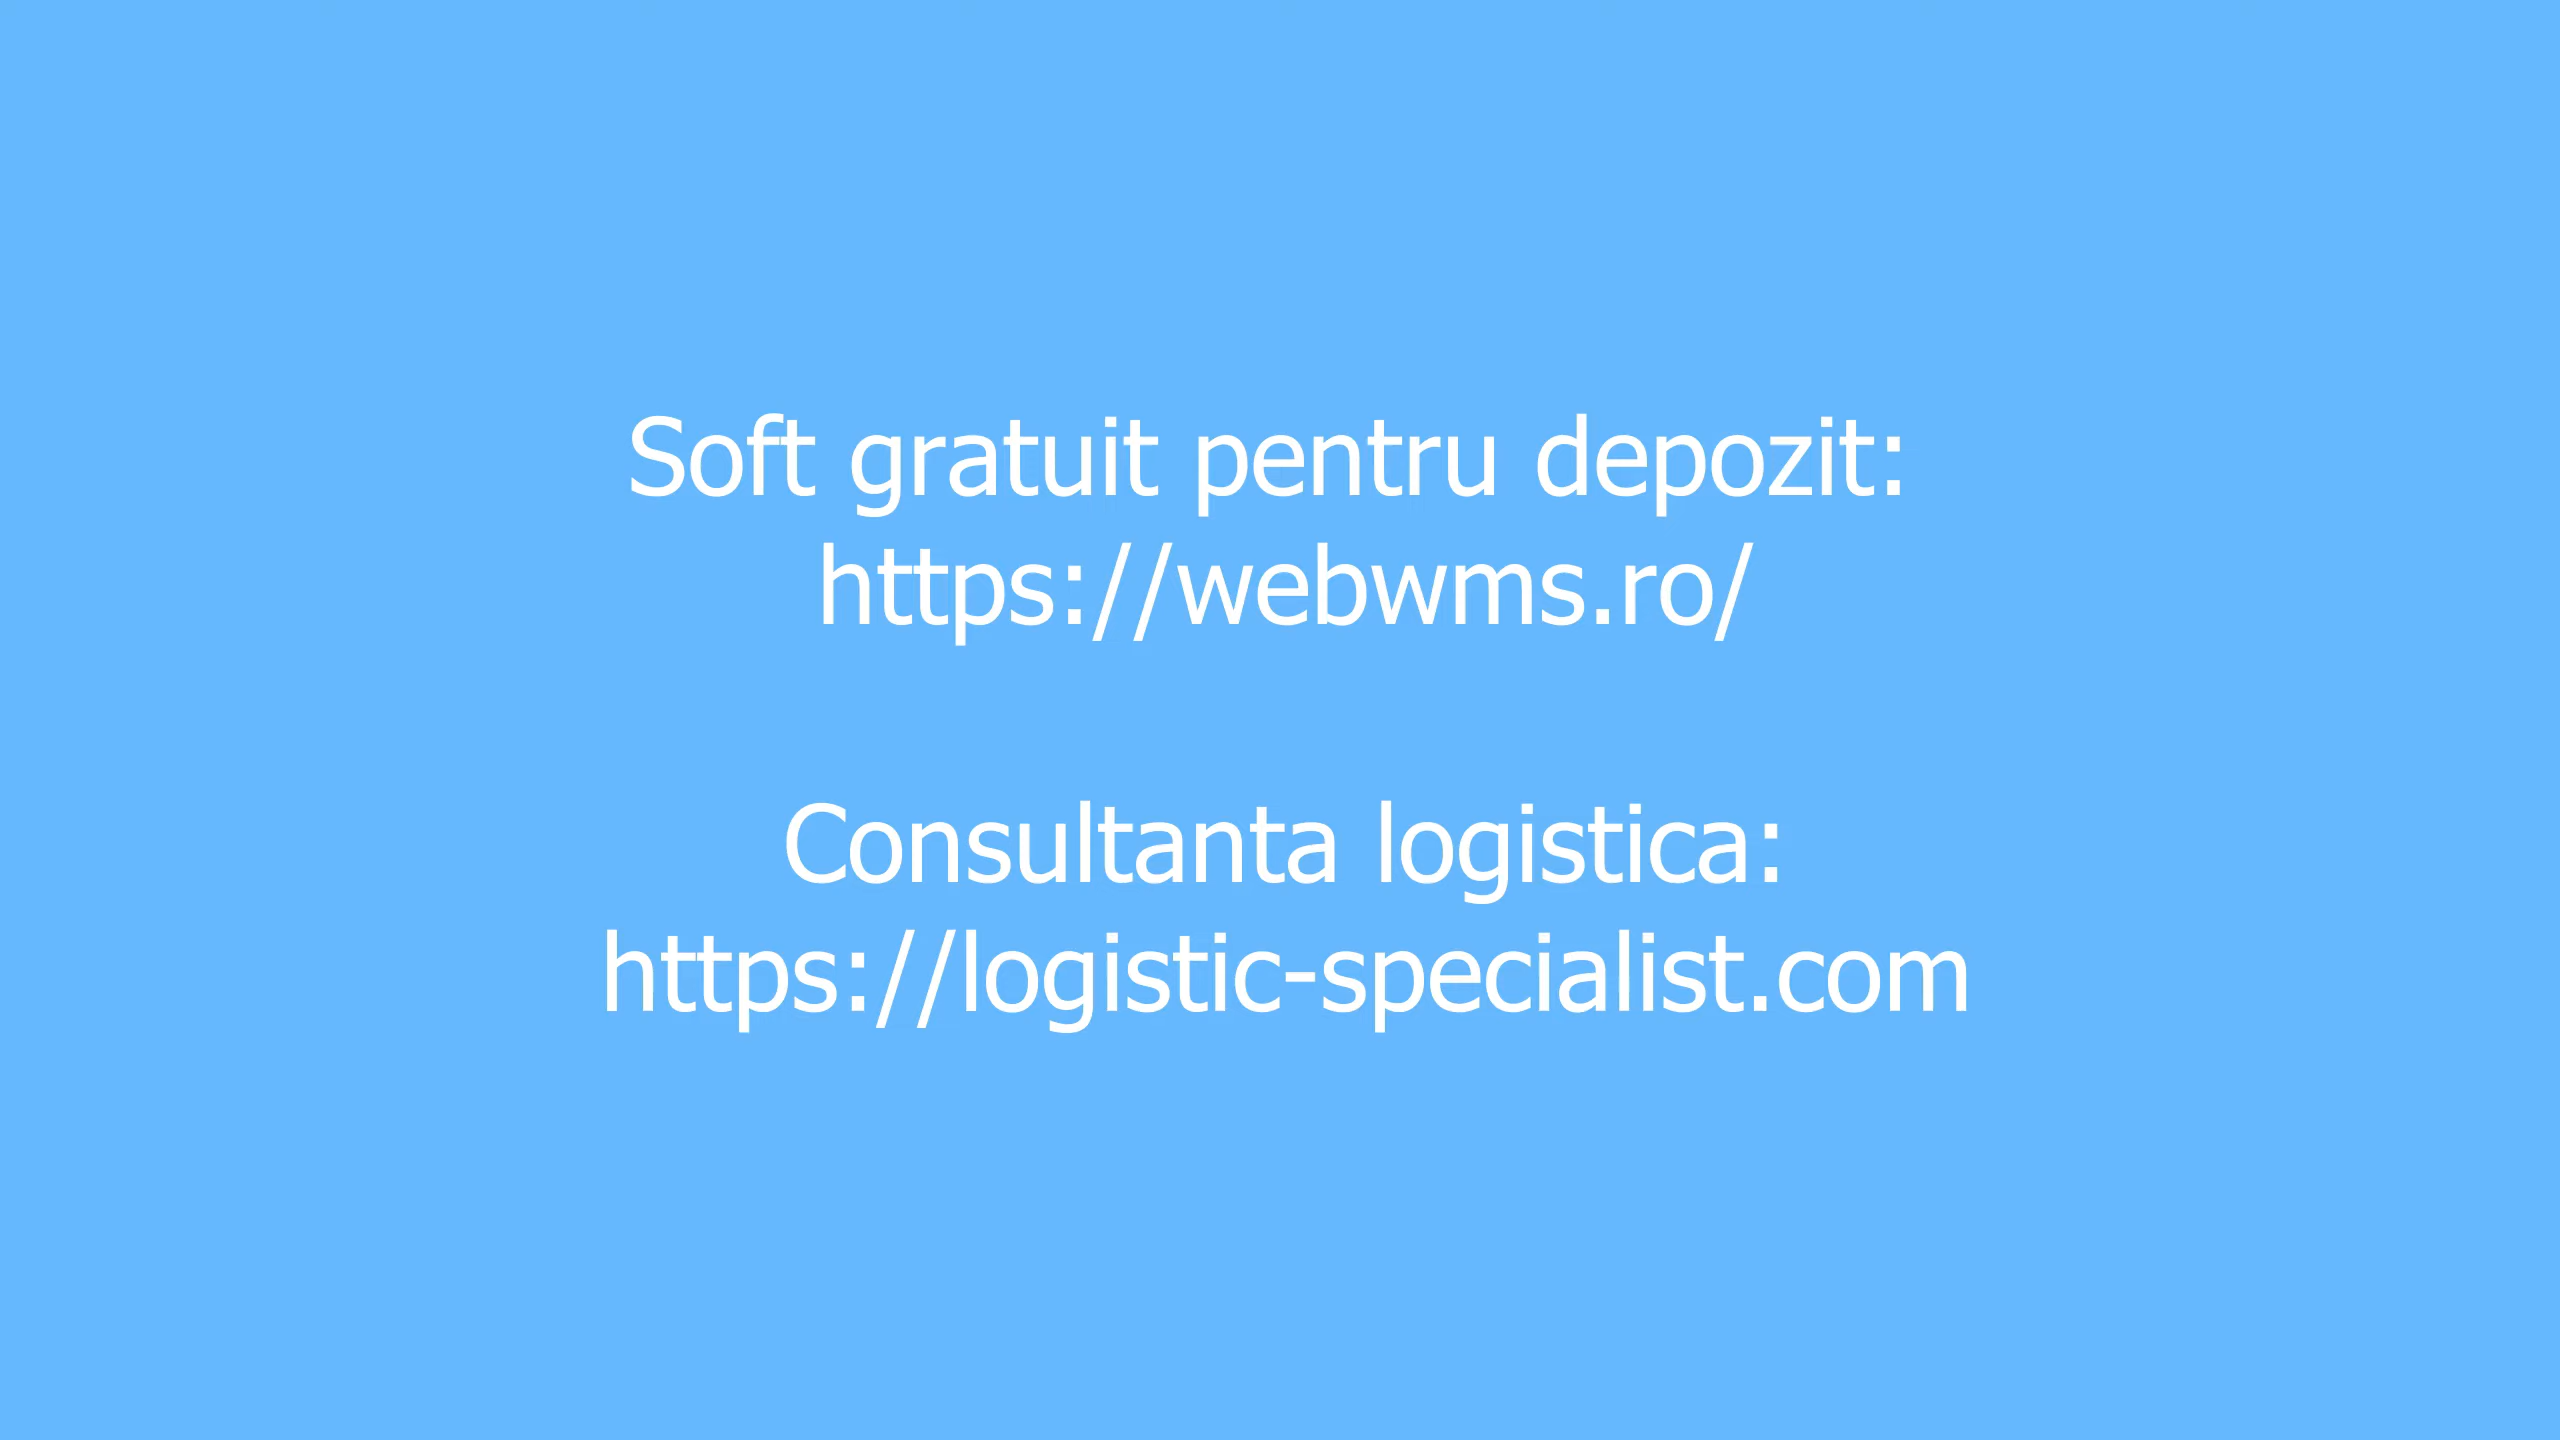 Soft gratuit pentru depozit:
https://webwms.ro/
Consultanta logistica:
https://logistic-specialist.com